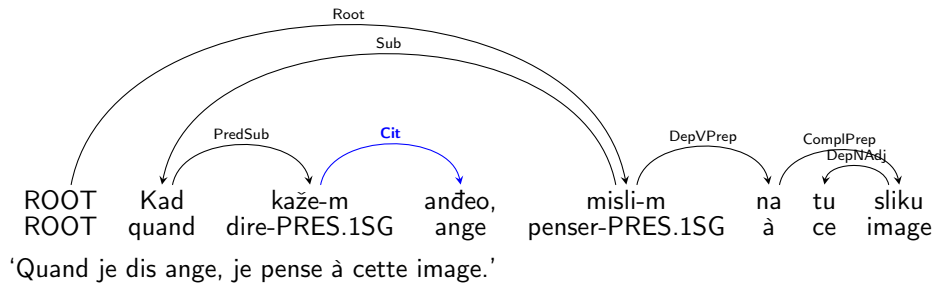 Root
Sub
PredSub Cit DepVPrep ComplPrep
DepNAdj
ROOT Kad kaže-m anđeo, misli-m na tu sliku
ROOT quand dire-PRES.1SG ange penser-PRES.1SG à ce image
‘Quand je dis ange, je pense à cette image.’